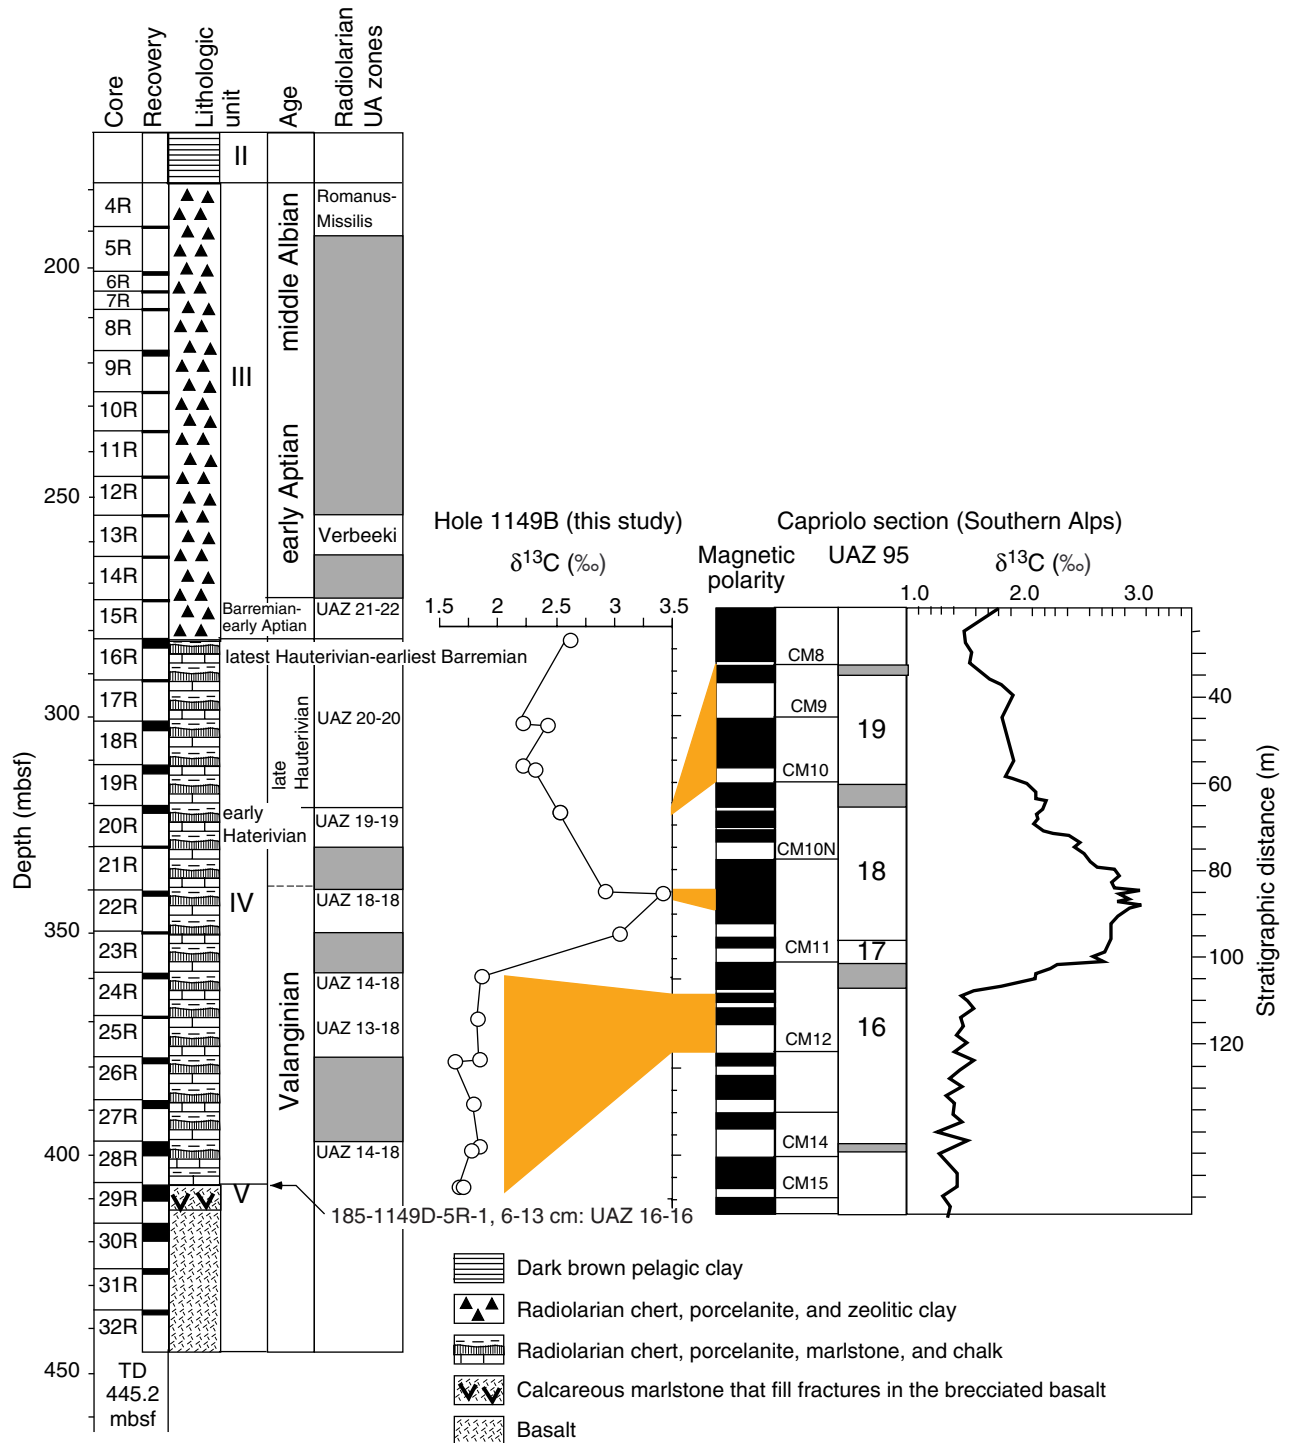 Core
Recovery
Lithologic unit
Age
Radiolarian UA zones
Depth (mbsf)
200
250
300
350
400
450
4R
5R
6R
7R
8R
9R
10R
11R
12R
13R
14R
15R
16R
17R
18R
19R
20R
21R
22R
23R
24R
25R
26R
27R
28R
29R
30R
31R
32R
TD
445.2
mbsf
II
III
IV
V
middle Albian
early Aptian
Barremian-
early Aptian
latest Hauterivian-earliest Barremian
late
Hauterivian
early
Haterivian
Valanginian
Romanus-
Missilis
Verbeeki
UAZ 21-22
UAZ 20-20
UAZ 19-19
UAZ 18-18
UAZ 14-18
UAZ 13-18
UAZ 14-18
185-1149D-5R-1, 6-13 cm: UAZ 16-16
Hole 1149B (this study)
δ13C (‰)
1.5 2 2.5 3 3.5
Capriolo section (Southern Alps)
Magnetic
polarity
UAZ 95
δ13C (‰)
1.0 2.0 3.0
CM8
CM9
CM10
CM10N
CM11
CM12
CM14
CM15
19
18
17
16
40
60
80
100
120
Stratigraphic distance (m)
Dark brown pelagic clay
Radiolarian chert, porcelanite, and zeolitic clay
Radiolarian chert, porcelanite, marlstone, and chalk
Calcareous marlstone that fill fractures in the brecciated basalt
Basalt